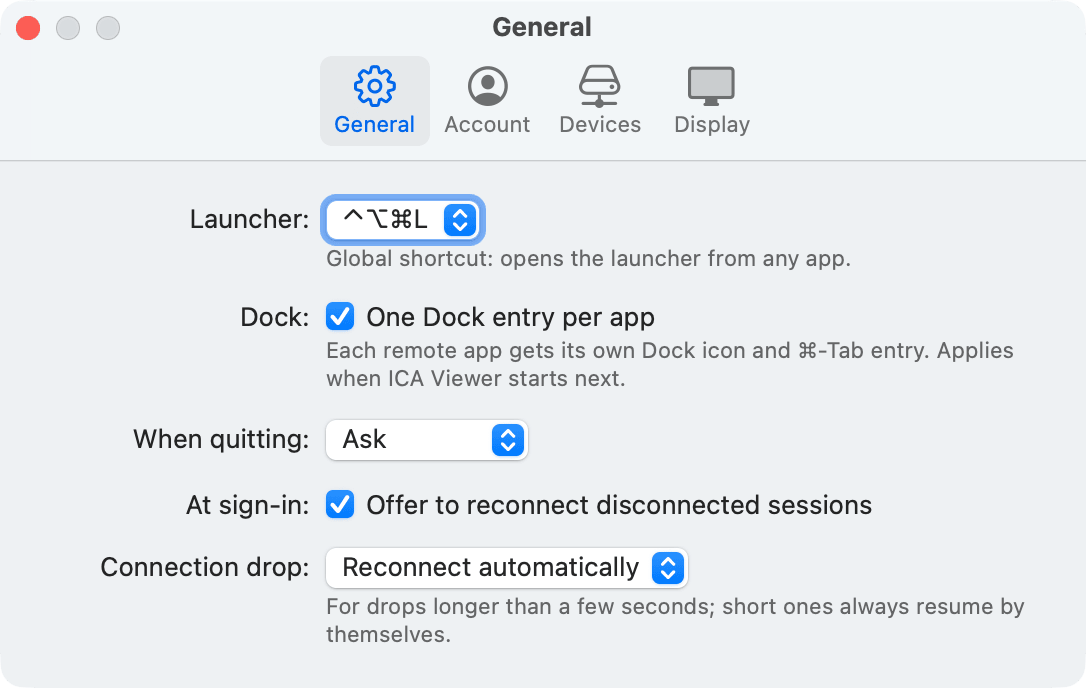 General
General Account Devices Display
Launcher: ⌃⌥⌘L
Global shortcut: opens the launcher from any app.
Dock: One Dock entry per app
Each remote app gets its own Dock icon and ⌘-Tab entry. Applies
when ICA Viewer starts next.
When quitting: Ask
At sign-in: Offer to reconnect disconnected sessions
Connection drop: Reconnect automatically
For drops longer than a few seconds; short ones always resume by
themselves.